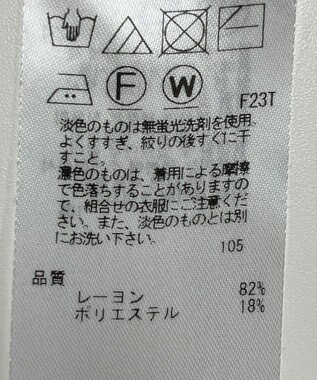 F W
F23T
淡色のものは無蛍光洗剤を使用、
よくすすぎ、絞りの後すぐに干
すこと。
濃色のものは、着用による摩擦
で色落ちすることがありますの
で、組合せの衣服にご注意くだ
さい。また、淡色のものとは別
にお洗い下さい。
105
品質
レーヨン 82%
ポリエステル 18%